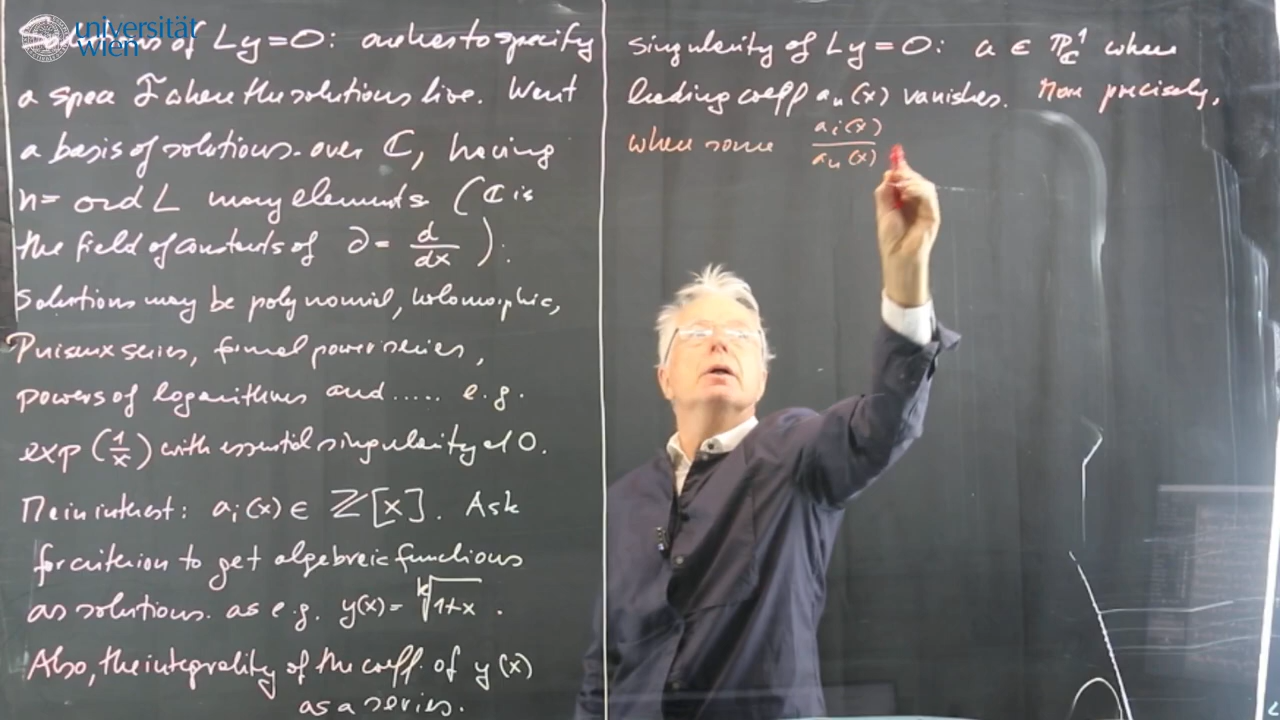 universität
wien
Solutions of Ly=0: one has to specify
a space F where the solutions live. Want
a basis of solutions over ℂ, having
n = ord L many elements (ℂ is
the field of constants of ∂ = d/dx ).
Solutions may be polynomial, holomorphic,
Puiseux series, formal power series,
powers of logarithms and ..... e.g.
exp(1/x) with essential singularity at 0.
Main interest: aᵢ(x) ∈ ℤ[x]. Ask
for criterion to get algebraic functions
as solutions. as e.g. y(x) = ᵏ√1+x .
Also, the integrality of the coeff. of y(x)
as a series.
Singularity of Ly=0: a ∈ ℙ¹_ℂ where
leading coeff aₙ(x) vanishes. More precisely,
when some aᵢ(x)/aₙ(x)